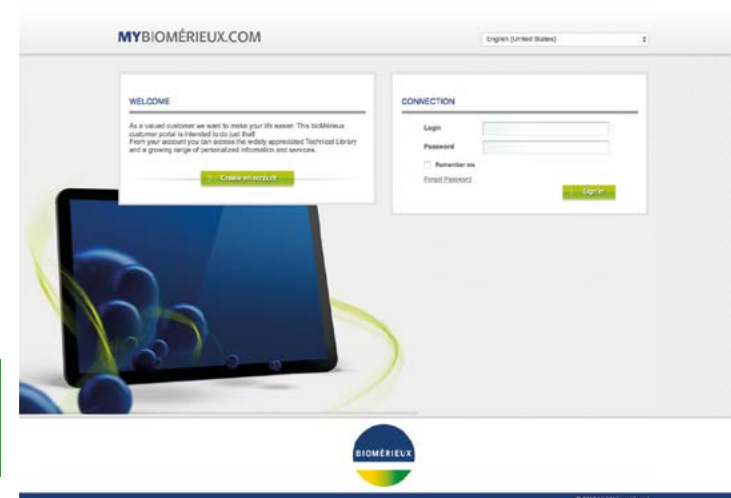 MYBIOMÉRIEUX.COM
English (United States)
WELCOME
As a valued customer we want to make your life easier. This bioMérieux
customer portal is intended to do just that!
From your account you can access the widely appreciated Technical Library
and a growing range of personalized information and services.
Create an account
CONNECTION
Login
Password
Remember me
Forgot Password
Sign in
BIOMÉRIEUX